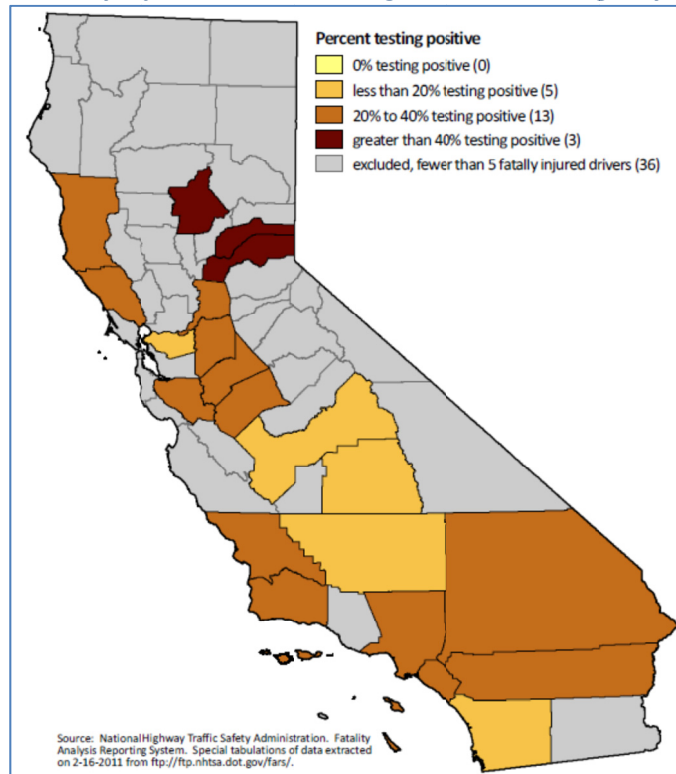 Percent testing positive
0% testing positive (0)
less than 20% testing positive (5)
20% to 40% testing positive (13)
greater than 40% testing positive (3)
excluded, fewer than 5 fatally injured drivers (36)
Source: NationalHighway Traffic Safety Administration. Fatality
Analysis Reporting System. Special tabulations of data extracted
on 2-16-2011 from ftp://ftp.nhtsa.dot.gov/fars/.